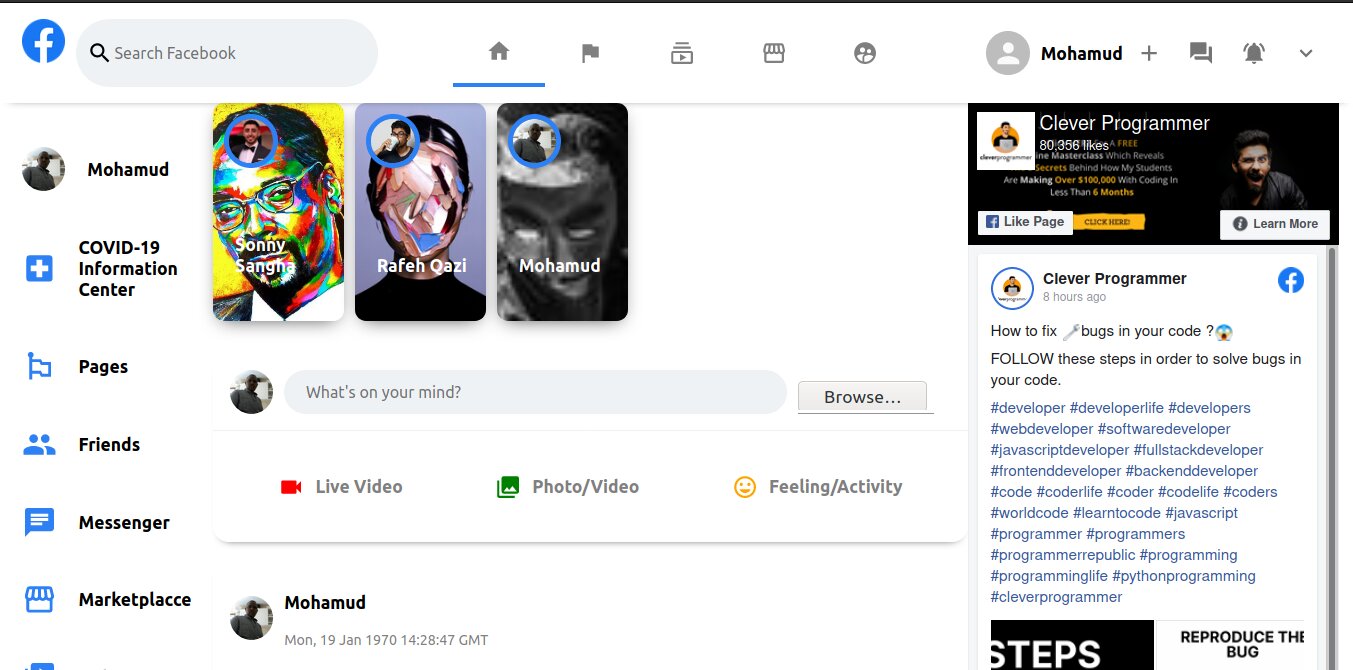 Search Facebook
Mohamud
Mohamud
COVID-19
Information
Center
Pages
Friends
Messenger
Marketplacce
Sonny
Sangha
Rafeh Qazi
Mohamud
What's on your mind?
Browse…
Live Video
Photo/Video
Feeling/Activity
Mohamud
Mon, 19 Jan 1970 14:28:47 GMT
Clever Programmer
80,356 likes
cleverprogrammer
A FREE
ine Masterclass Which Reveals
Secrets Behind How My Students
Are Making Over $100,000 With Coding In
Less Than 6 Months
Like Page
CLICK HERE!
Learn More
Clever Programmer
8 hours ago
How to fix 🔧bugs in your code ?😱
FOLLOW these steps in order to solve bugs in
your code.
#developer #developerlife #developers
#webdeveloper #softwaredeveloper
#javascriptdeveloper #fullstackdeveloper
#frontenddeveloper #backenddeveloper
#code #coderlife #coder #codelife #coders
#worldcode #learntocode #javascript
#programmer #programmers
#programmerrepublic #programming
#programminglife #pythonprogramming
#cleverprogrammer
STEPS
REPRODUCE THE
BUG